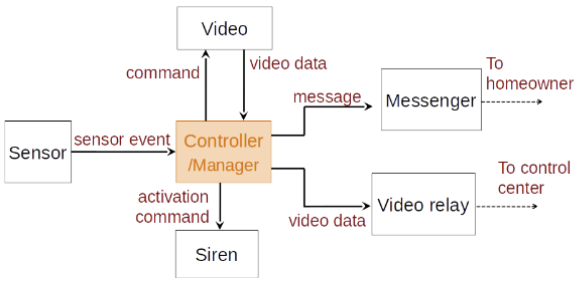 Video
command
video data
To
homeowner
message
Messenger
Sensor
sensor event
Controller
/Manager
To control
center
activation
command
video data
Video relay
Siren